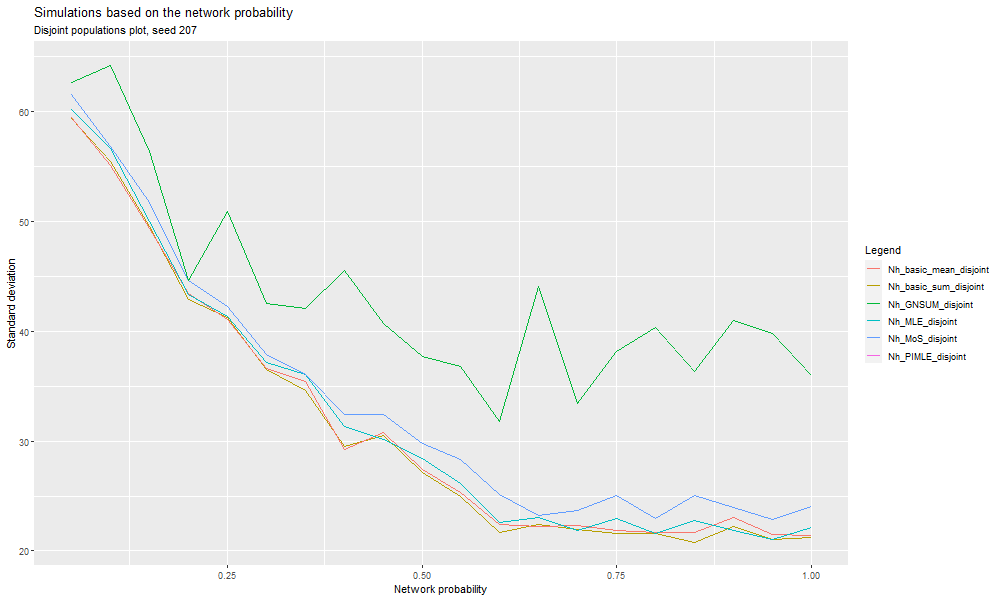 Simulations based on the network probability
Disjoint populations plot, seed 207
Standard deviation
60
50
40
30
20
0.25
0.50
0.75
1.00
Network probability
Legend
Nh_basic_mean_disjoint
Nh_basic_sum_disjoint
Nh_GNSUM_disjoint
Nh_MLE_disjoint
Nh_MoS_disjoint
Nh_PIMLE_disjoint